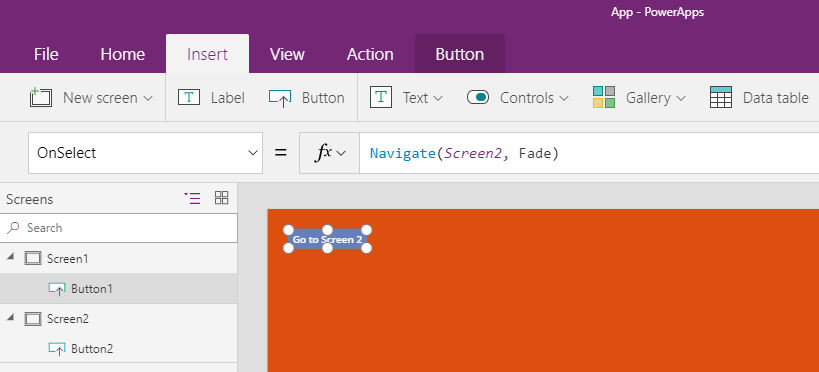 App - PowerApps
File Home Insert View Action Button
New screen Label Button Text Controls Gallery Data table
OnSelect = fx Navigate(Screen2, Fade)
Screens
Search
Go to Screen 2
Screen1
Button1
Screen2
Button2